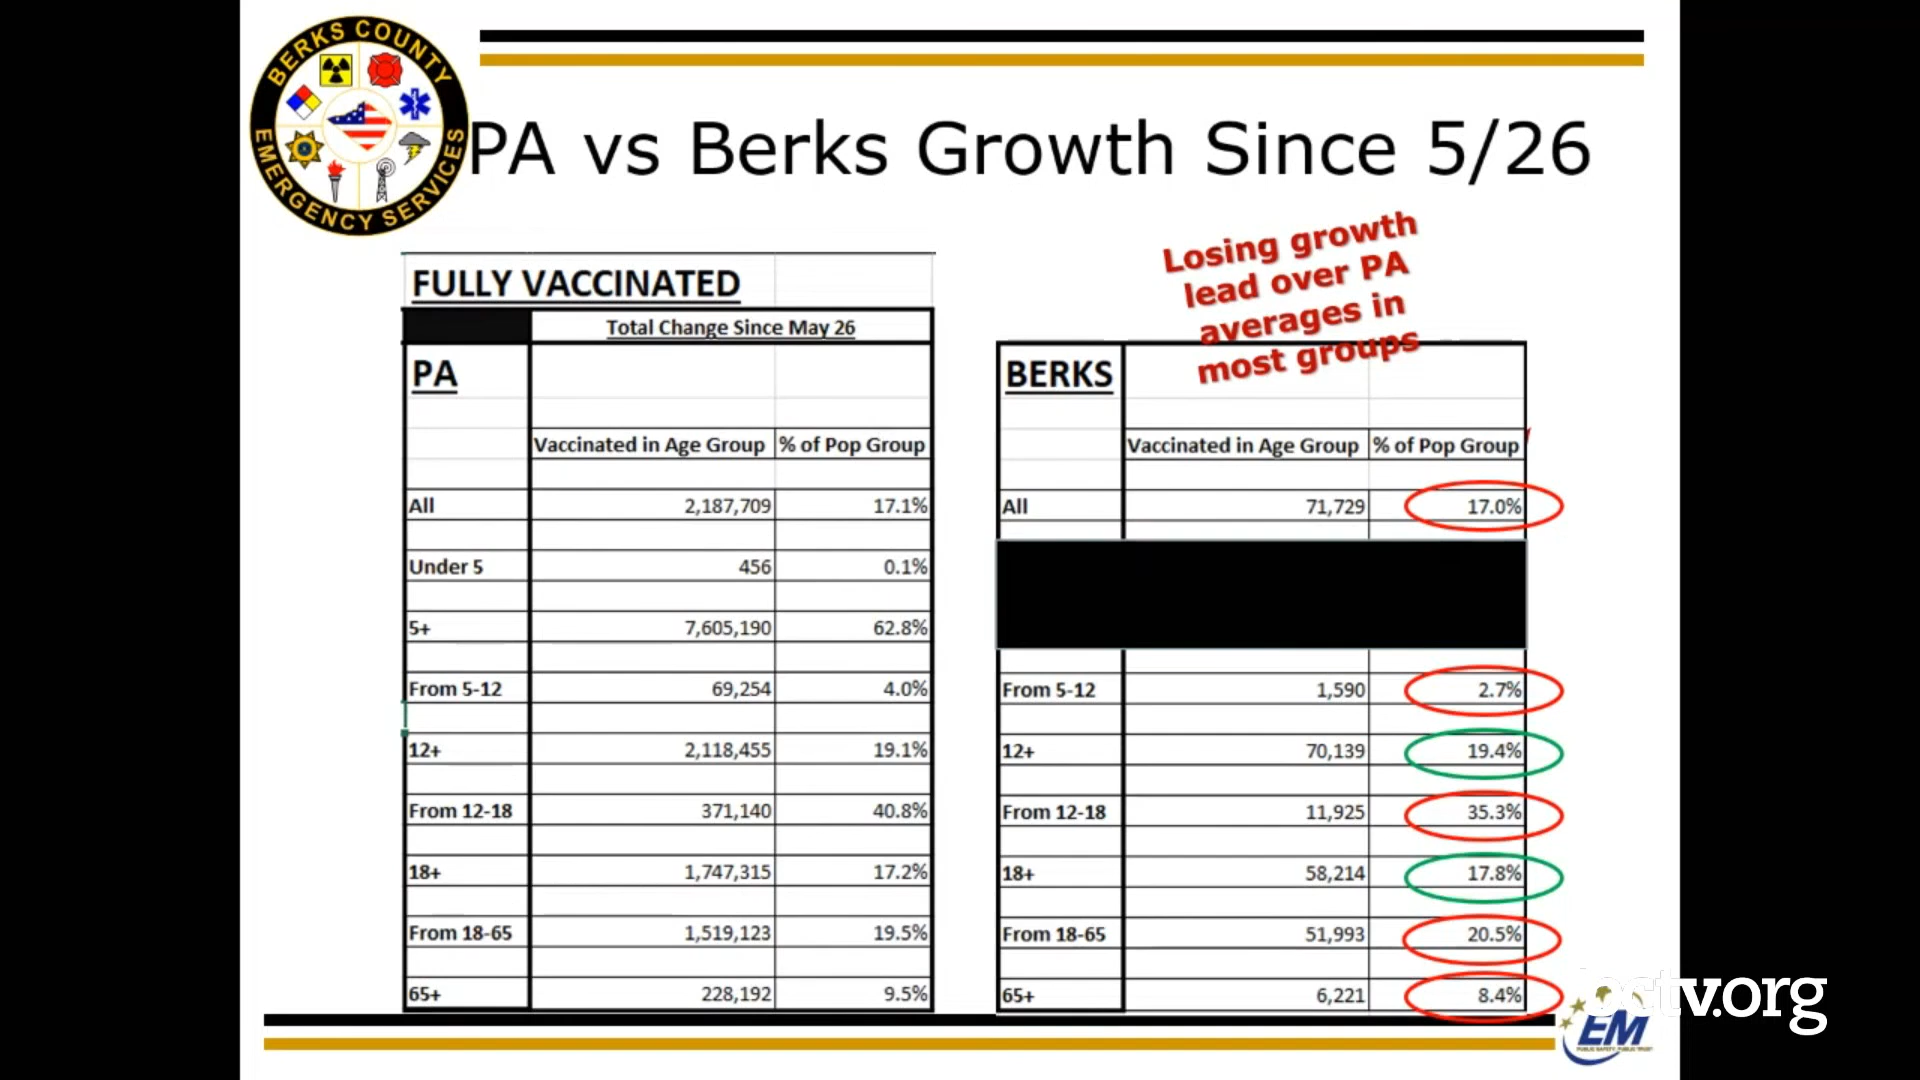 BERKS COUNTY
EMERGENCY SERVICES
PA vs Berks Growth Since 5/26
Losing growth
lead over PA
averages in
most groups
FULLY VACCINATED
Total Change Since May 26
PA
Vaccinated in Age Group % of Pop Group
All 2,187,709 17.1%
Under 5 456 0.1%
5+ 7,605,190 62.8%
From 5-12 69,254 4.0%
12+ 2,118,455 19.1%
From 12-18 371,140 40.8%
18+ 1,747,315 17.2%
From 18-65 1,519,123 19.5%
65+ 228,192 9.5%
BERKS
Vaccinated in Age Group % of Pop Group
All 71,729 17.0%
From 5-12 1,590 2.7%
12+ 70,139 19.4%
From 12-18 11,925 35.3%
18+ 58,214 17.8%
From 18-65 51,993 20.5%
65+ 6,221 8.4%
bctv.org
EM
PUBLIC SAFETY, PUBLIC TRUST